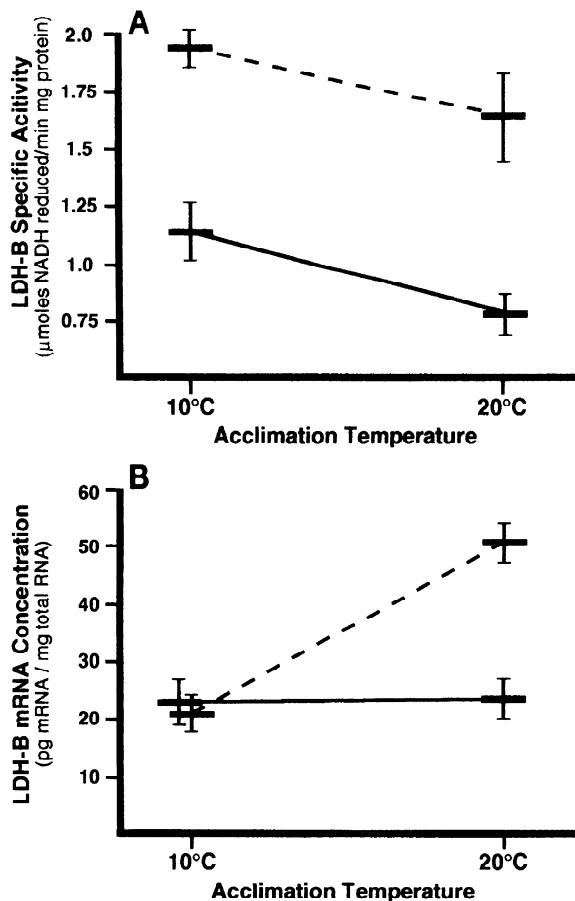 A
LDH-B Specific Acitivity
(μmoles NADH reduced/min mg protein)
2.0
1.75
1.5
1.25
1.0
0.75
10°C
20°C
Acclimation Temperature
B
LDH-B mRNA Concentration
(pg mRNA / mg total RNA)
60
50
40
30
20
10
10°C
20°C
Acclimation Temperature